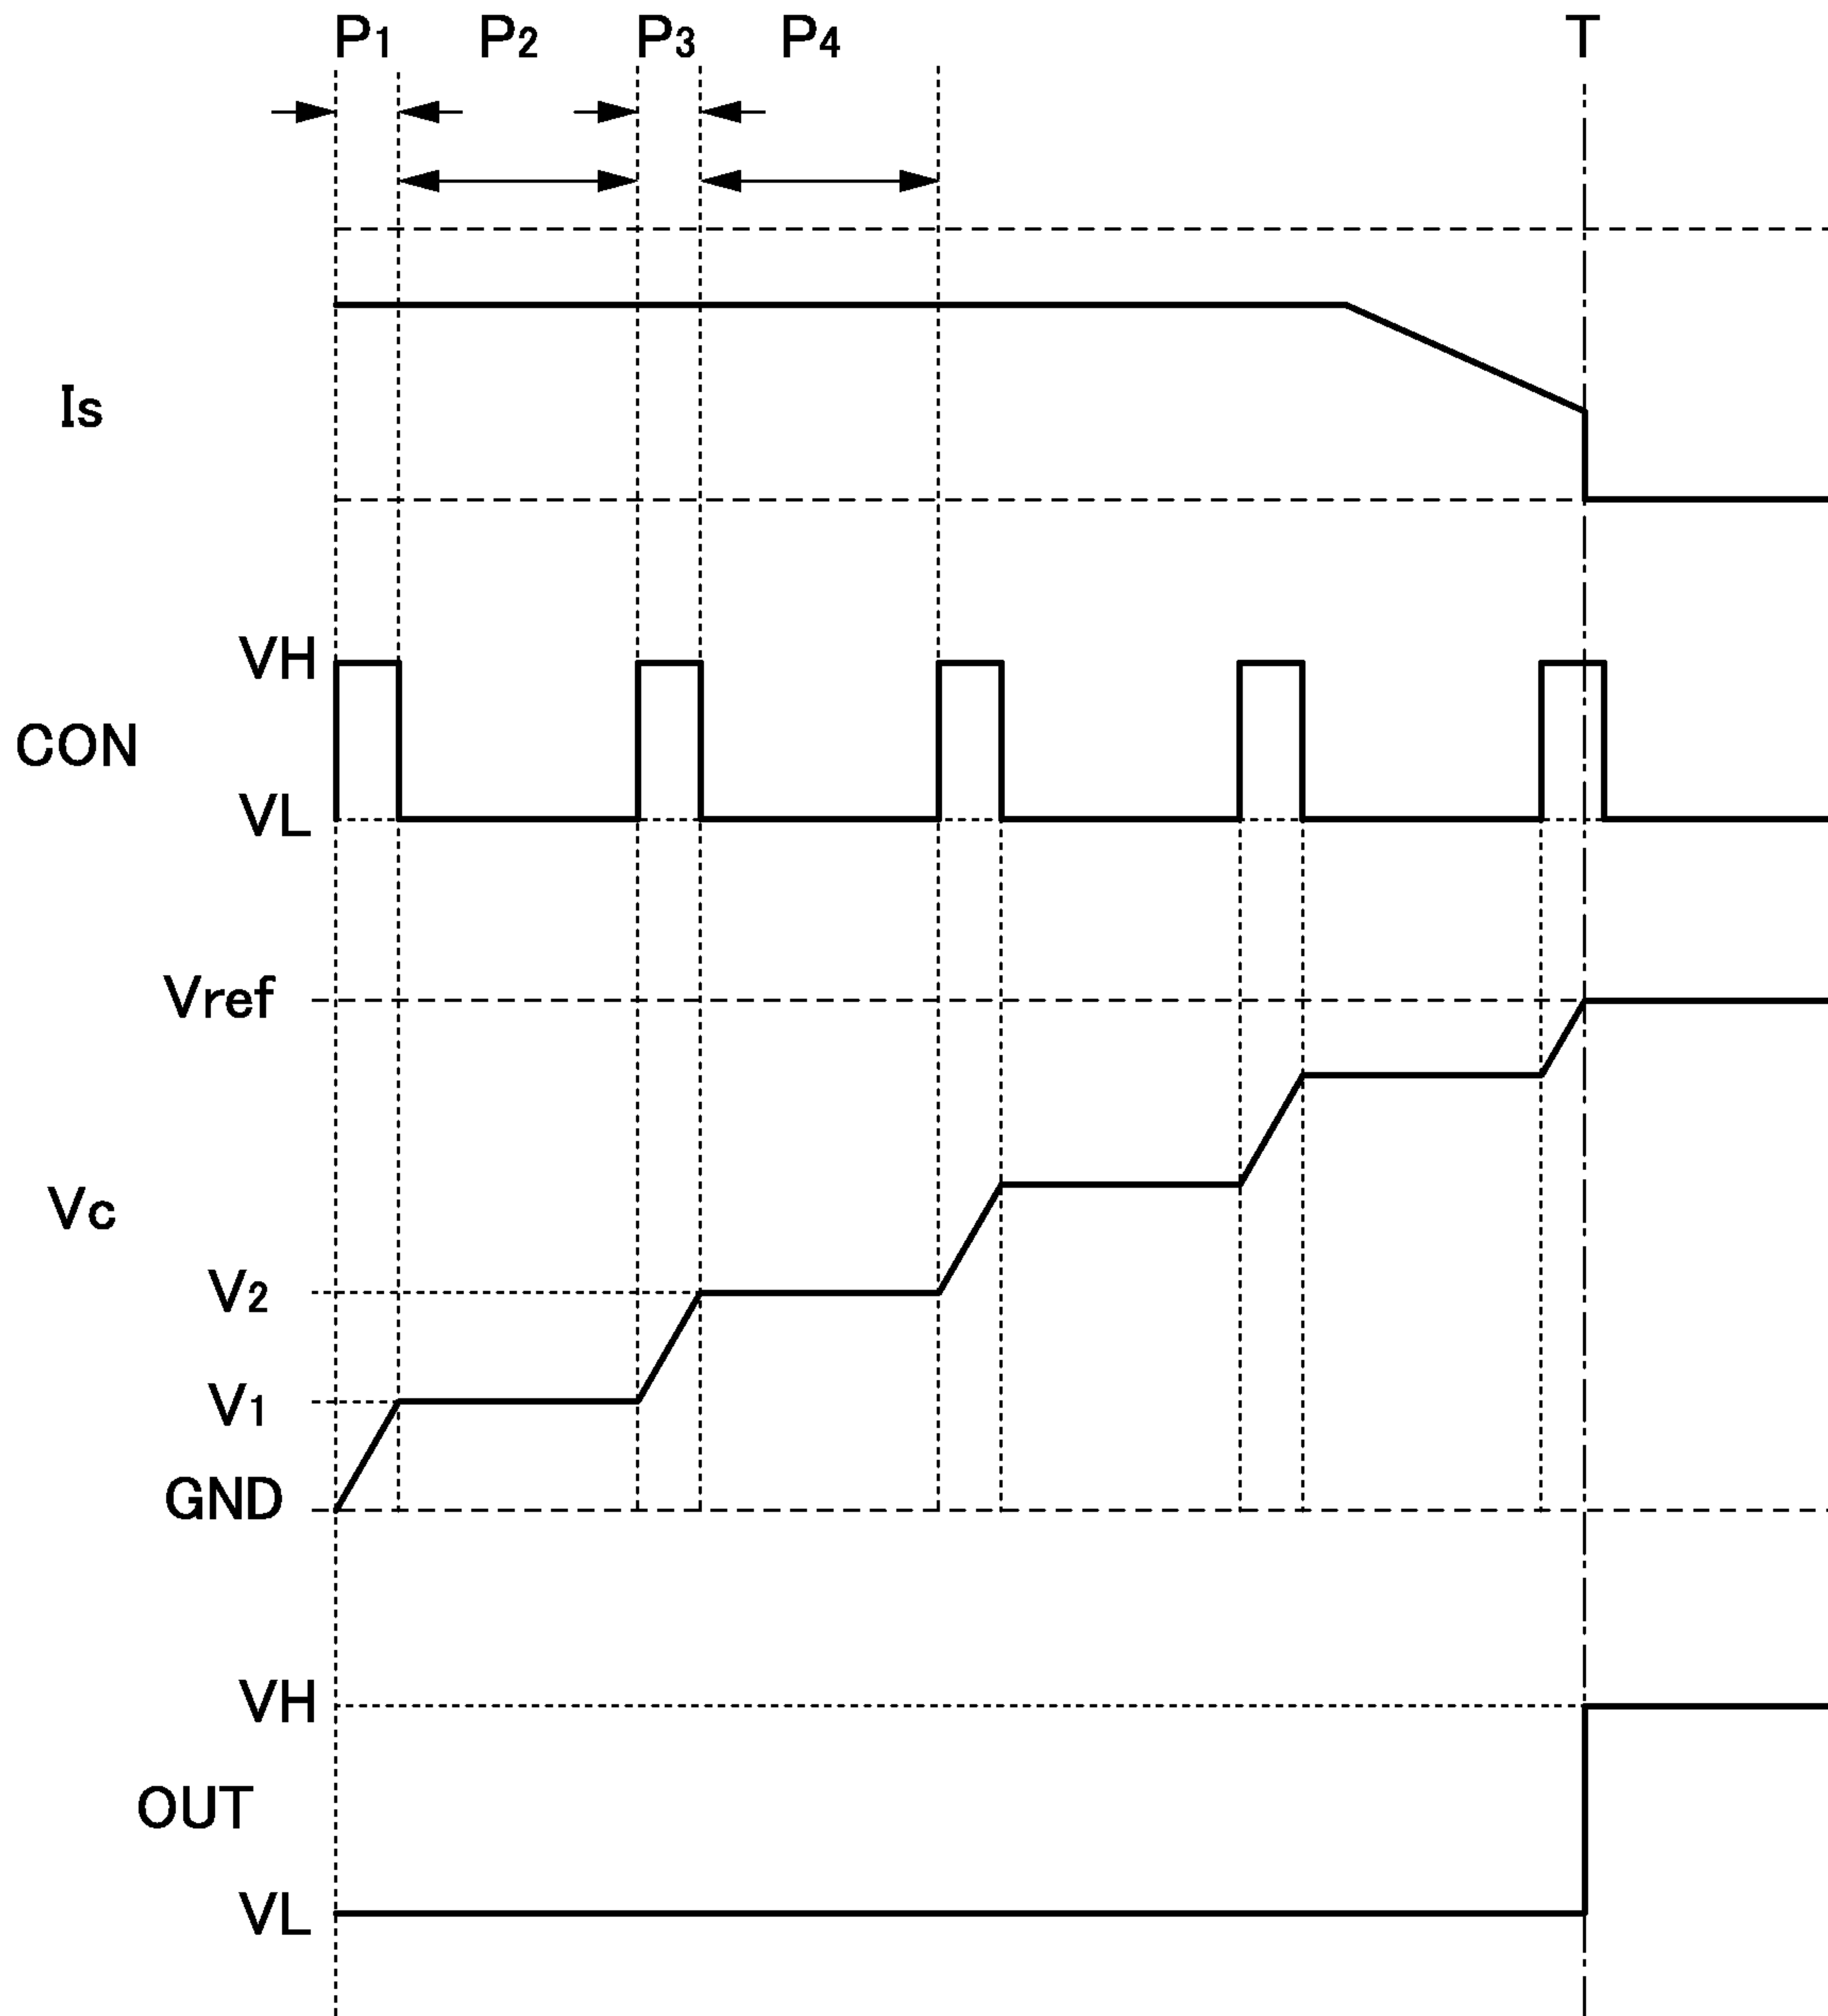 P1 P2 P3 P4 T
Is
VH
CON
VL
Vref
Vc
V2
V1
GND
VH
OUT
VL